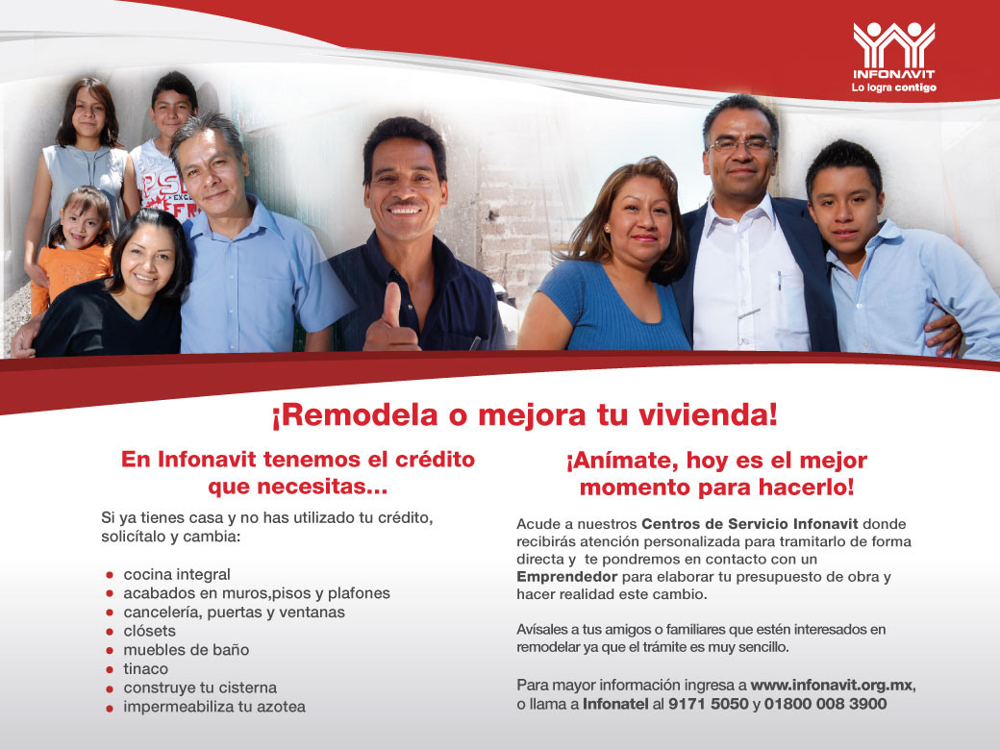 INFONAVIT
Lo logra contigo
PS
EXCE
FR
¡Remodela o mejora tu vivienda!
En Infonavit tenemos el crédito
que necesitas...
Si ya tienes casa y no has utilizado tu crédito,
solicítalo y cambia:
• cocina integral
• acabados en muros,pisos y plafones
• cancelería, puertas y ventanas
• clósets
• muebles de baño
• tinaco
• construye tu cisterna
• impermeabiliza tu azotea
¡Anímate, hoy es el mejor
momento para hacerlo!
Acude a nuestros Centros de Servicio Infonavit donde
recibirás atención personalizada para tramitarlo de forma
directa y te pondremos en contacto con un
Emprendedor para elaborar tu presupuesto de obra y
hacer realidad este cambio.
Avísales a tus amigos o familiares que estén interesados en
remodelar ya que el trámite es muy sencillo.
Para mayor información ingresa a www.infonavit.org.mx,
o llama a Infonatel al 9171 5050 y 01800 008 3900